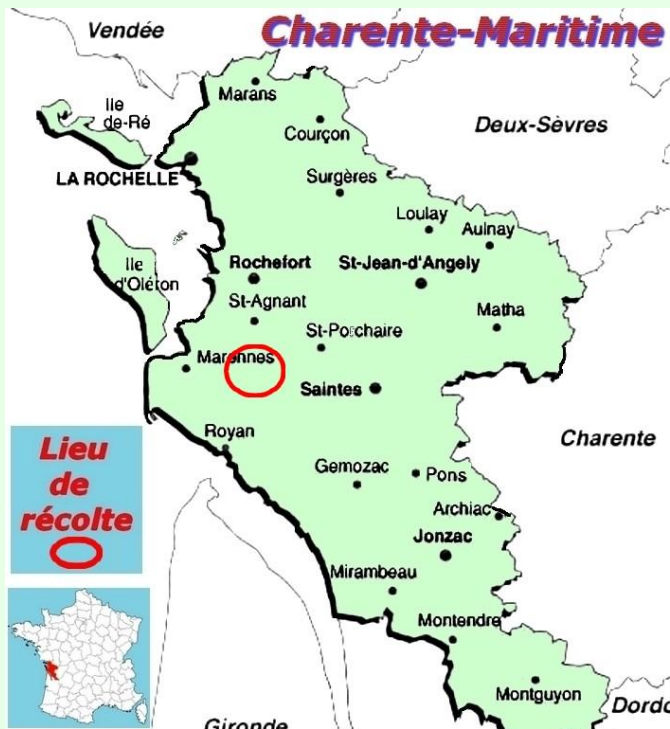 Charente-Maritime
Vendée
Marans
Ile
de-Ré
Courçon
Deux-Sèvres
LA ROCHELLE
Surgères
Loulay
Aulnay
Ile
d'Oléron
Rochefort
St-Jean-d'Angely
St-Agnant
Matha
St-Porchaire
Marennes
Saintes
Royan
Charente
Lieu
de
récolte
Gemozac
Pons
Archiac
Jonzac
Mirambeau
Montendre
Montguyon
Dordo
Gironde